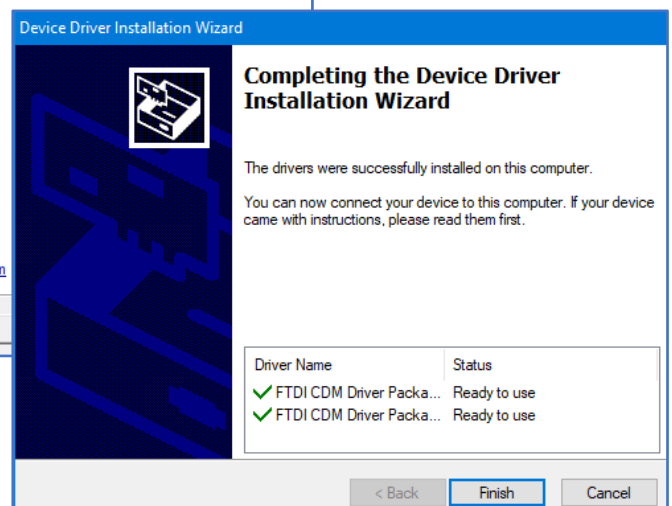 Device Driver Installation Wizard
Completing the Device Driver
Installation Wizard
The drivers were successfully installed on this computer.
You can now connect your device to this computer. If your device
came with instructions, please read them first.
Driver Name Status
FTDI CDM Driver Packa... Ready to use
FTDI CDM Driver Packa... Ready to use
< Back Finish Cancel